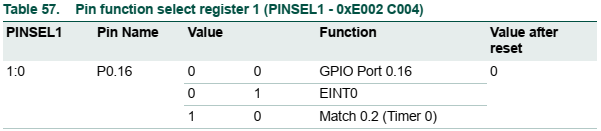 Table 57. Pin function select register 1 (PINSEL1 - 0xE002 C004)
PINSEL1 Pin Name Value Function Value after
reset
1:0 P0.16 0 0 GPIO Port 0.16 0
0 1 EINT0
1 0 Match 0.2 (Timer 0)